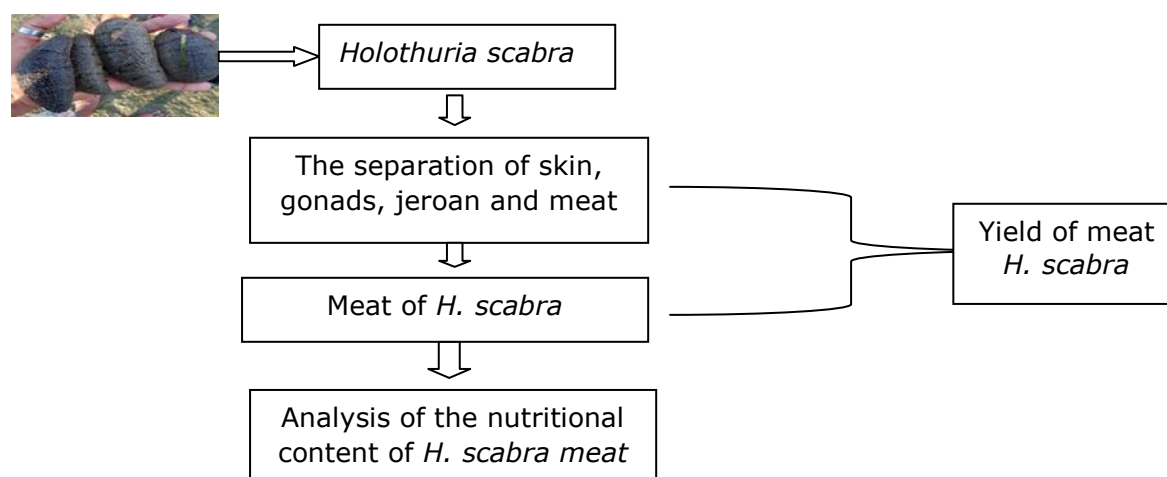 Holothuria scabra
The separation of skin,
gonads, jeroan and meat
Yield of meat
H. scabra
Meat of H. scabra
Analysis of the nutritional
content of H. scabra meat